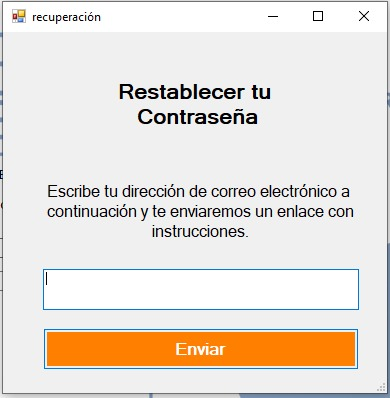 recuperación
Restablecer tu
Contraseña
Escribe tu dirección de correo electrónico a
continuación y te enviaremos un enlace con
instrucciones.
Enviar